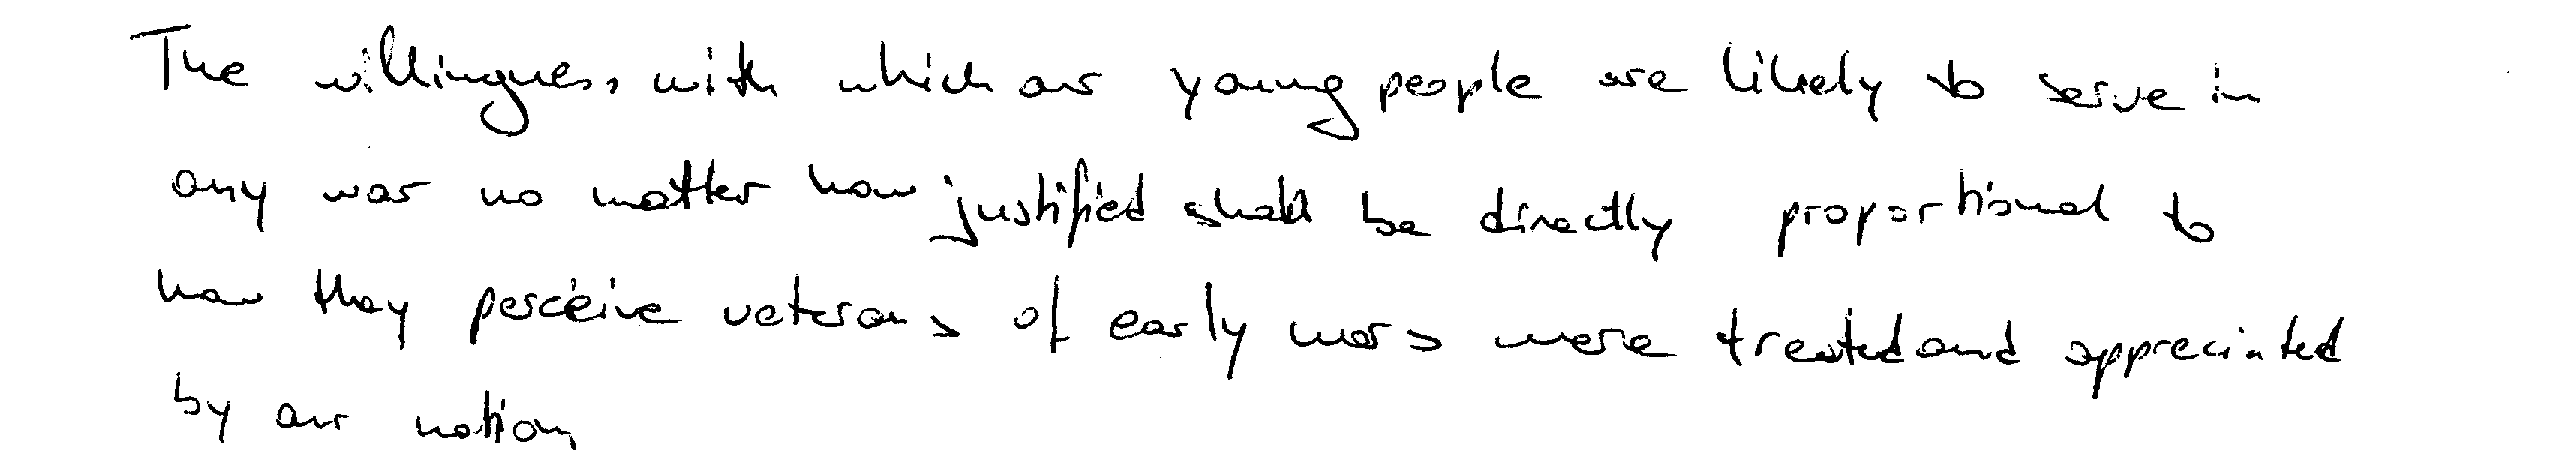 The willingness with which our young people are likely to serve in
any war no matter how justified shall be directly proportional to
how they perceive veterans of early wars were treated and appreciated
by our nation